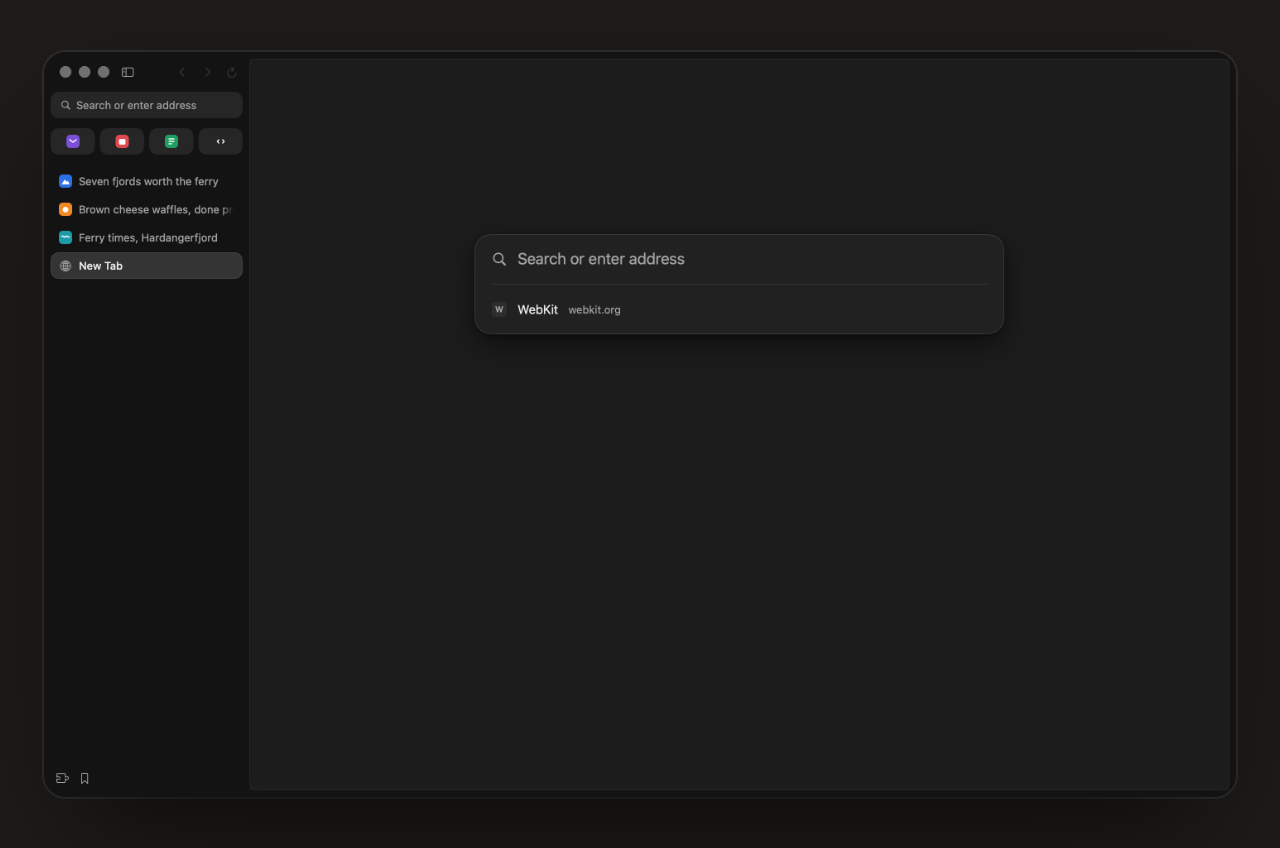 Search or enter address
Seven fjords worth the ferry
Brown cheese waffles, done
Ferry times, Hardangerfjord
New Tab
Search or enter address
W WebKit webkit.org